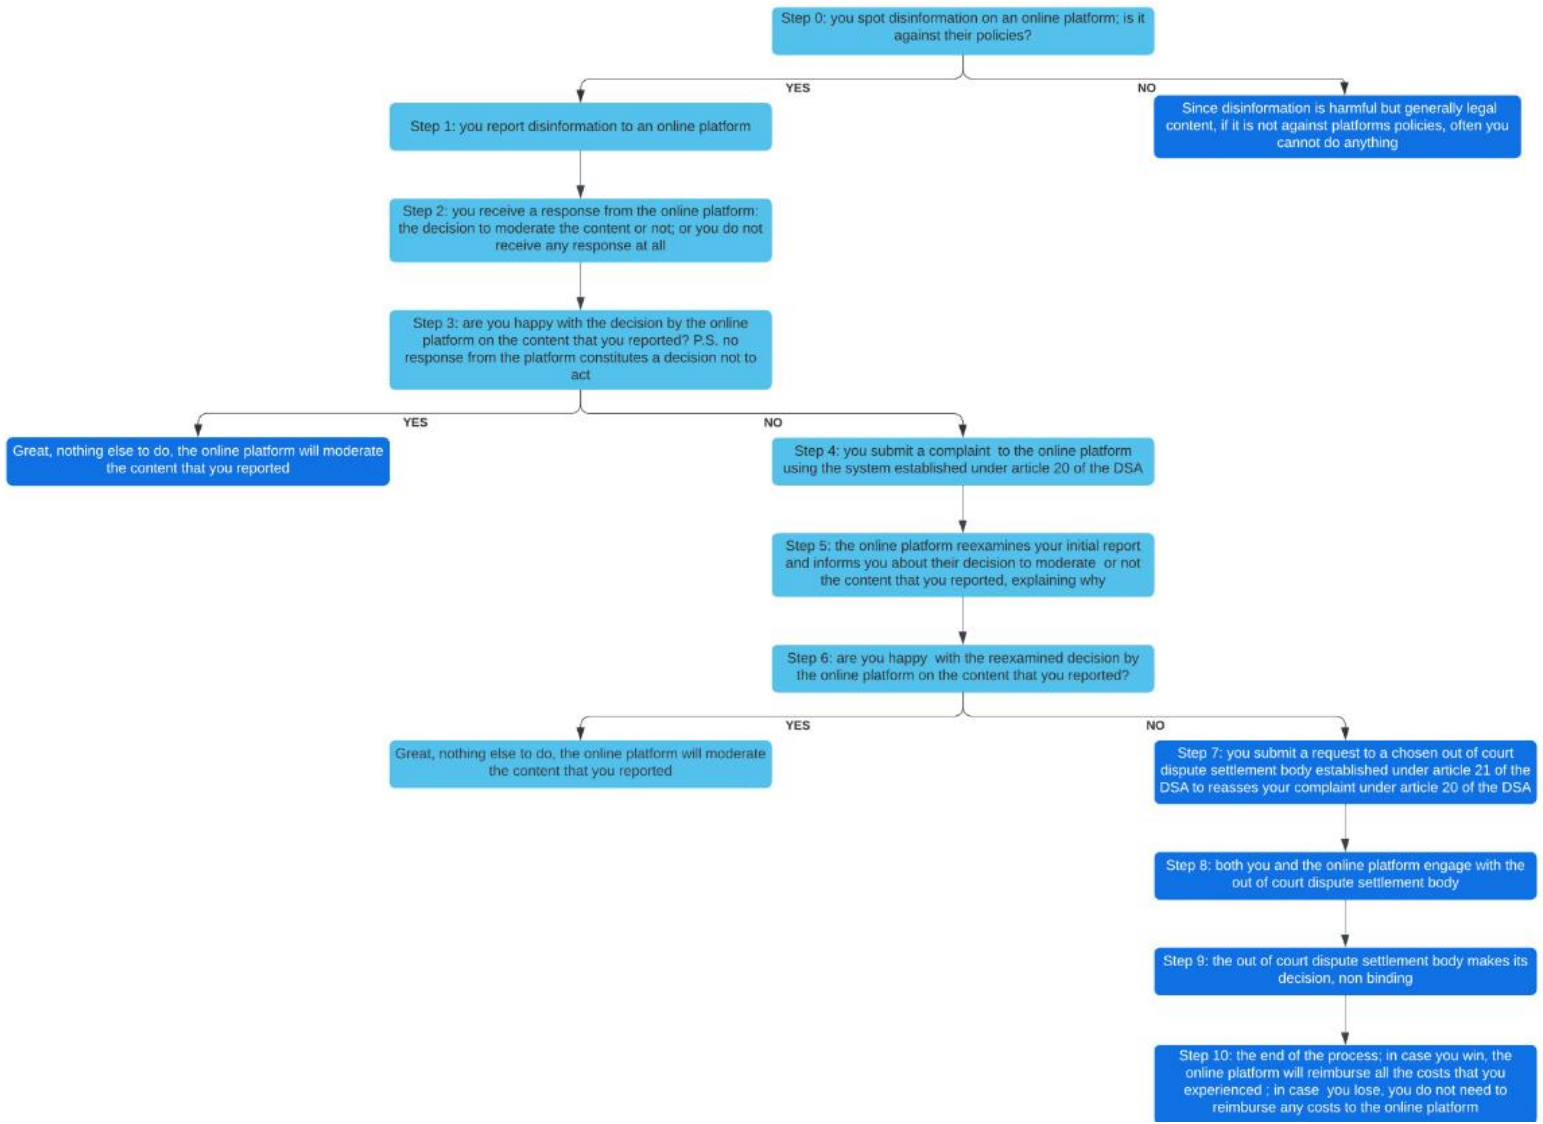 Step 0: you spot disinformation on an online platform; is it
against their policies?
YES
NO
Step 1: you report disinformation to an online platform
Since disinformation is harmful but generally legal
content, if it is not against platforms policies, often you
cannot do anything
Step 2: you receive a response from the online platform:
the decision to moderate the content or not; or you do not
receive any response at all
Step 3: are you happy with the decision by the online
platform on the content that you reported? P.S. no
response from the platform constitutes a decision not to
act
YES
NO
Great, nothing else to do, the online platform will moderate
the content that you reported
Step 4: you submit a complaint  to the online platform
using the system established under article 20 of the DSA
Step 5: the online platform reexamines your initial report
and informs you about their decision to moderate  or not
the content that you reported, explaining why
Step 6: are you happy  with the reexamined decision by
the online platform on the content that you reported?
YES
NO
Great, nothing else to do, the online platform will moderate
the content that you reported
Step 7: you submit a request to a chosen out of court
dispute settlement body established under article 21 of the
DSA to reasses your complaint under article 20 of the DSA
Step 8: both you and the online platform engage with the
out of court dispute settlement body
Step 9: the out of court dispute settlement body makes its
decision, non binding
Step 10: the end of the process; in case you win, the
online platform will reimburse all the costs that you
experienced ; in case  you lose, you do not need to
reimburse any costs to the online platform